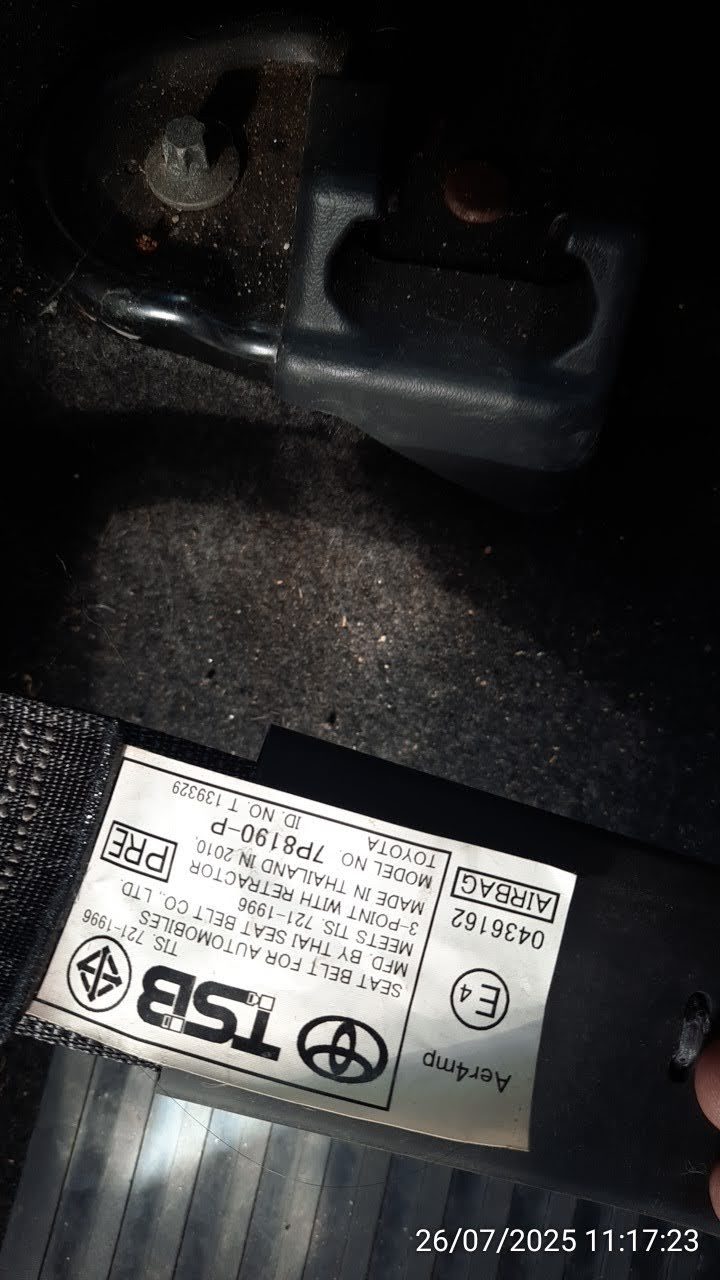 Aer4mp
E4
0436162
AIRBAG
TSB
TIS. 721-1996
SEAT BELT FOR AUTOMOBILES
MFD. BY THAI SEAT BELT CO., LTD.
MEETS TIS. 721-1996
3-POINT WITH RETRACTOR
MADE IN THAILAND IN 2010.
MODEL NO. 7P8190-P
TOYOTA
ID. NO. T 139329
PRE
26/07/2025 11:17:23